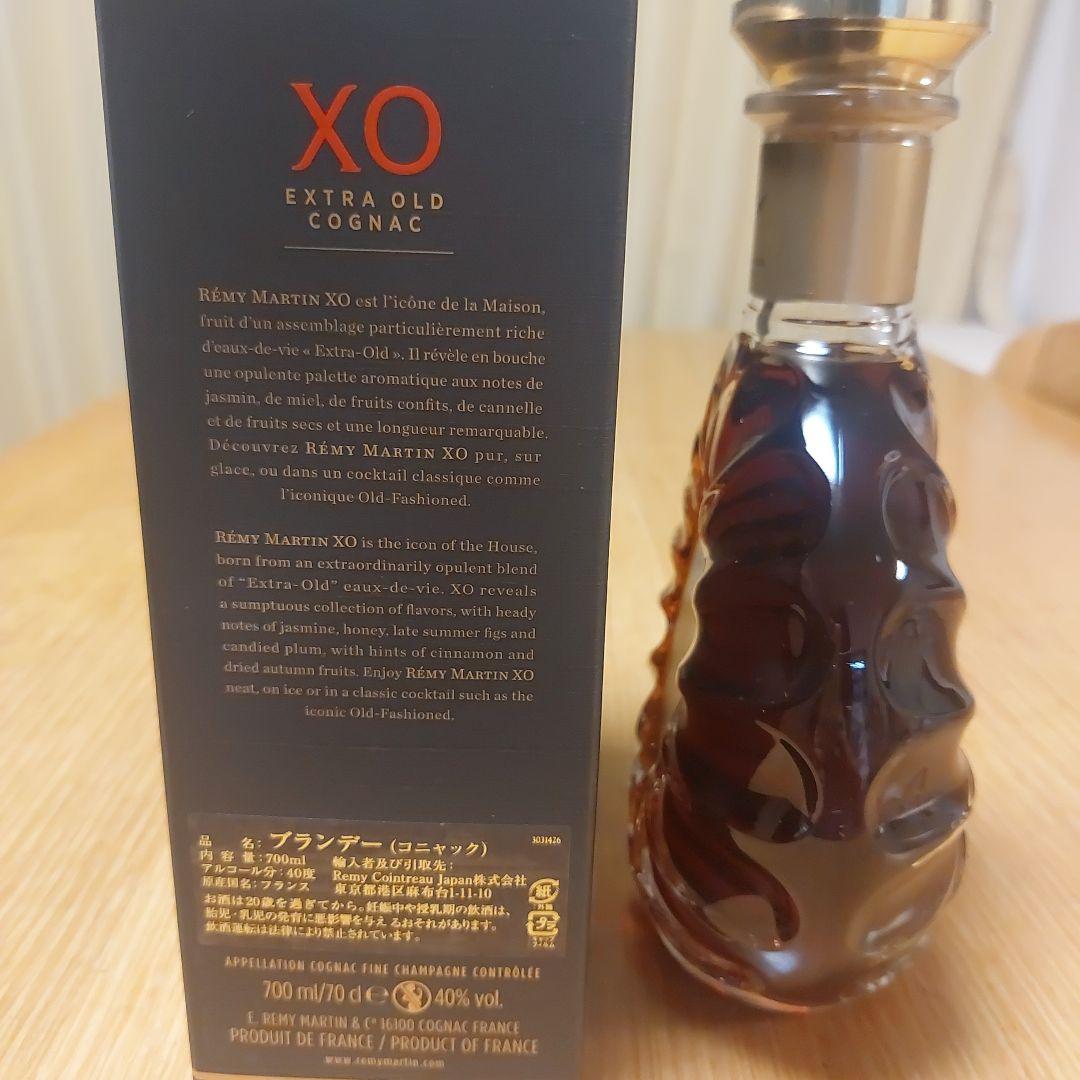 XO
EXTRA OLD
COGNAC
RÉMY MARTIN XO est l'icône de la Maison,
fruit d'un assemblage particulièrement riche
d'eaux-de-vie « Extra-Old ». Il révèle en bouche
une opulente palette aromatique aux notes de
jasmin, de miel, de fruits confits, de cannelle
et de fruits secs et une longueur remarquable.
Découvrez RÉMY MARTIN XO pur, sur
glace, ou dans un cocktail classique comme
l'iconique Old-Fashioned.
RÉMY MARTIN XO is the icon of the House,
born from an extraordinarily opulent blend
of "Extra-Old" eaux-de-vie. XO reveals
a sumptuous collection of flavors, with heady
notes of jasmine, honey, late summer figs and
candied plum, with hints of cinnamon and
dried autumn fruits. Enjoy RÉMY MARTIN XO
neat, on ice or in a classic cocktail such as the
iconic Old-Fashioned.
品 名: ブランデー (コニャック) 3031426
内容量:700ml 輸入者及び引取先:
アルコール分:40度 Remy Cointreau Japan株式会社
原産国名:フランス 東京都港区麻布台1-11-10
お酒は20歳を過ぎてから。妊娠中や授乳期の飲酒は、
胎児・乳児の発育に悪影響を与えるおそれがあります。
飲酒運転は法律により禁止されています。
紙
外箱
プラ
APPELLATION COGNAC FINE CHAMPAGNE CONTRÔLÉE
700 ml/70 cl e 40% vol.
E. REMY MARTIN & Cº 16100 COGNAC FRANCE
PRODUIT DE FRANCE / PRODUCT OF FRANCE
www.remymartin.com